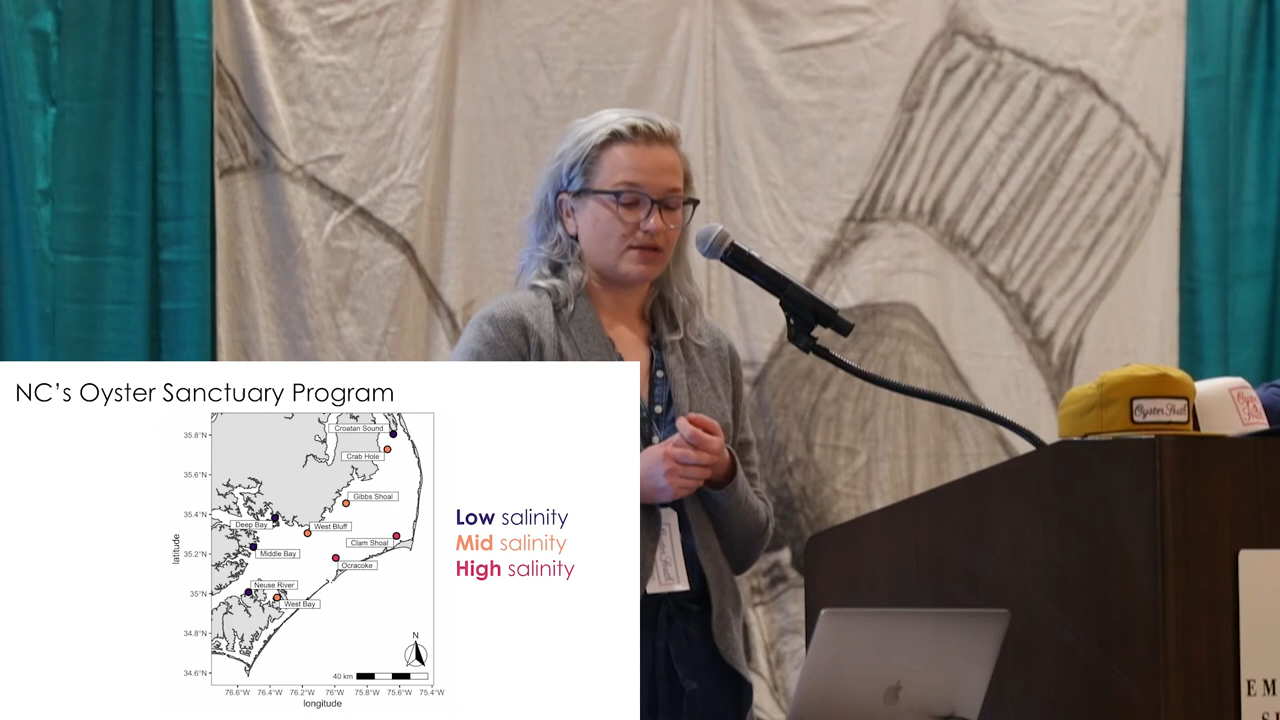 NC's Oyster Sanctuary Program
35.8°N
35.6°N
35.4°N
35.2°N
35°N
34.8°N
34.6°N
latitude
Croatan Sound
Crab Hole
Gibbs Shoal
Deep Bay
West Bluff
Clam Shoal
Middle Bay
Ocracoke
Neuse River
West Bay
N
40 km
76.6°W 76.4°W 76.2°W 76°W 75.8°W 75.6°W 75.4°W
longitude
Low salinity
Mid salinity
High salinity
Oyster South